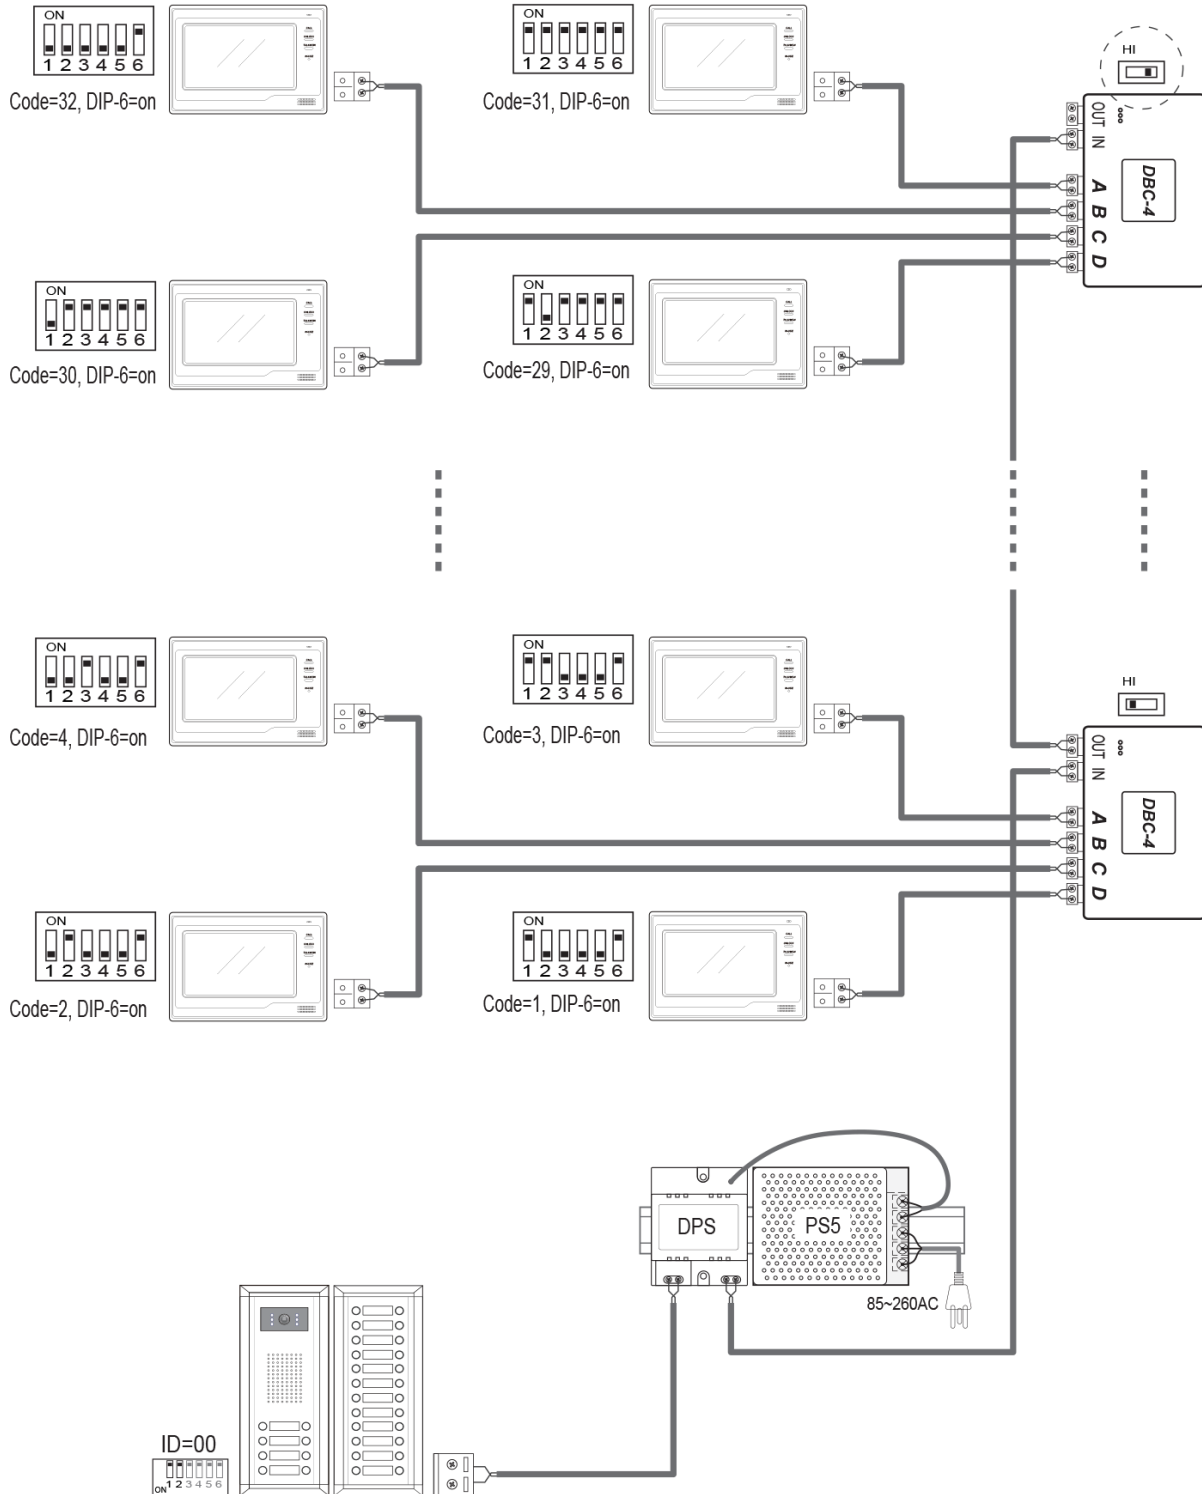 ON
1 2 3 4 5 6
Code=32, DIP-6=on
ON
1 2 3 4 5 6
Code=31, DIP-6=on
HI
OUT IN
A B C D
DBC-4
ON
1 2 3 4 5 6
Code=30, DIP-6=on
ON
1 2 3 4 5 6
Code=29, DIP-6=on
ON
1 2 3 4 5 6
Code=4, DIP-6=on
ON
1 2 3 4 5 6
Code=3, DIP-6=on
HI
OUT IN
A B C D
DBC-4
ON
1 2 3 4 5 6
Code=2, DIP-6=on
ON
1 2 3 4 5 6
Code=1, DIP-6=on
DPS
PS5
85~260AC
ID=00
ON 1 2 3 4 5 6